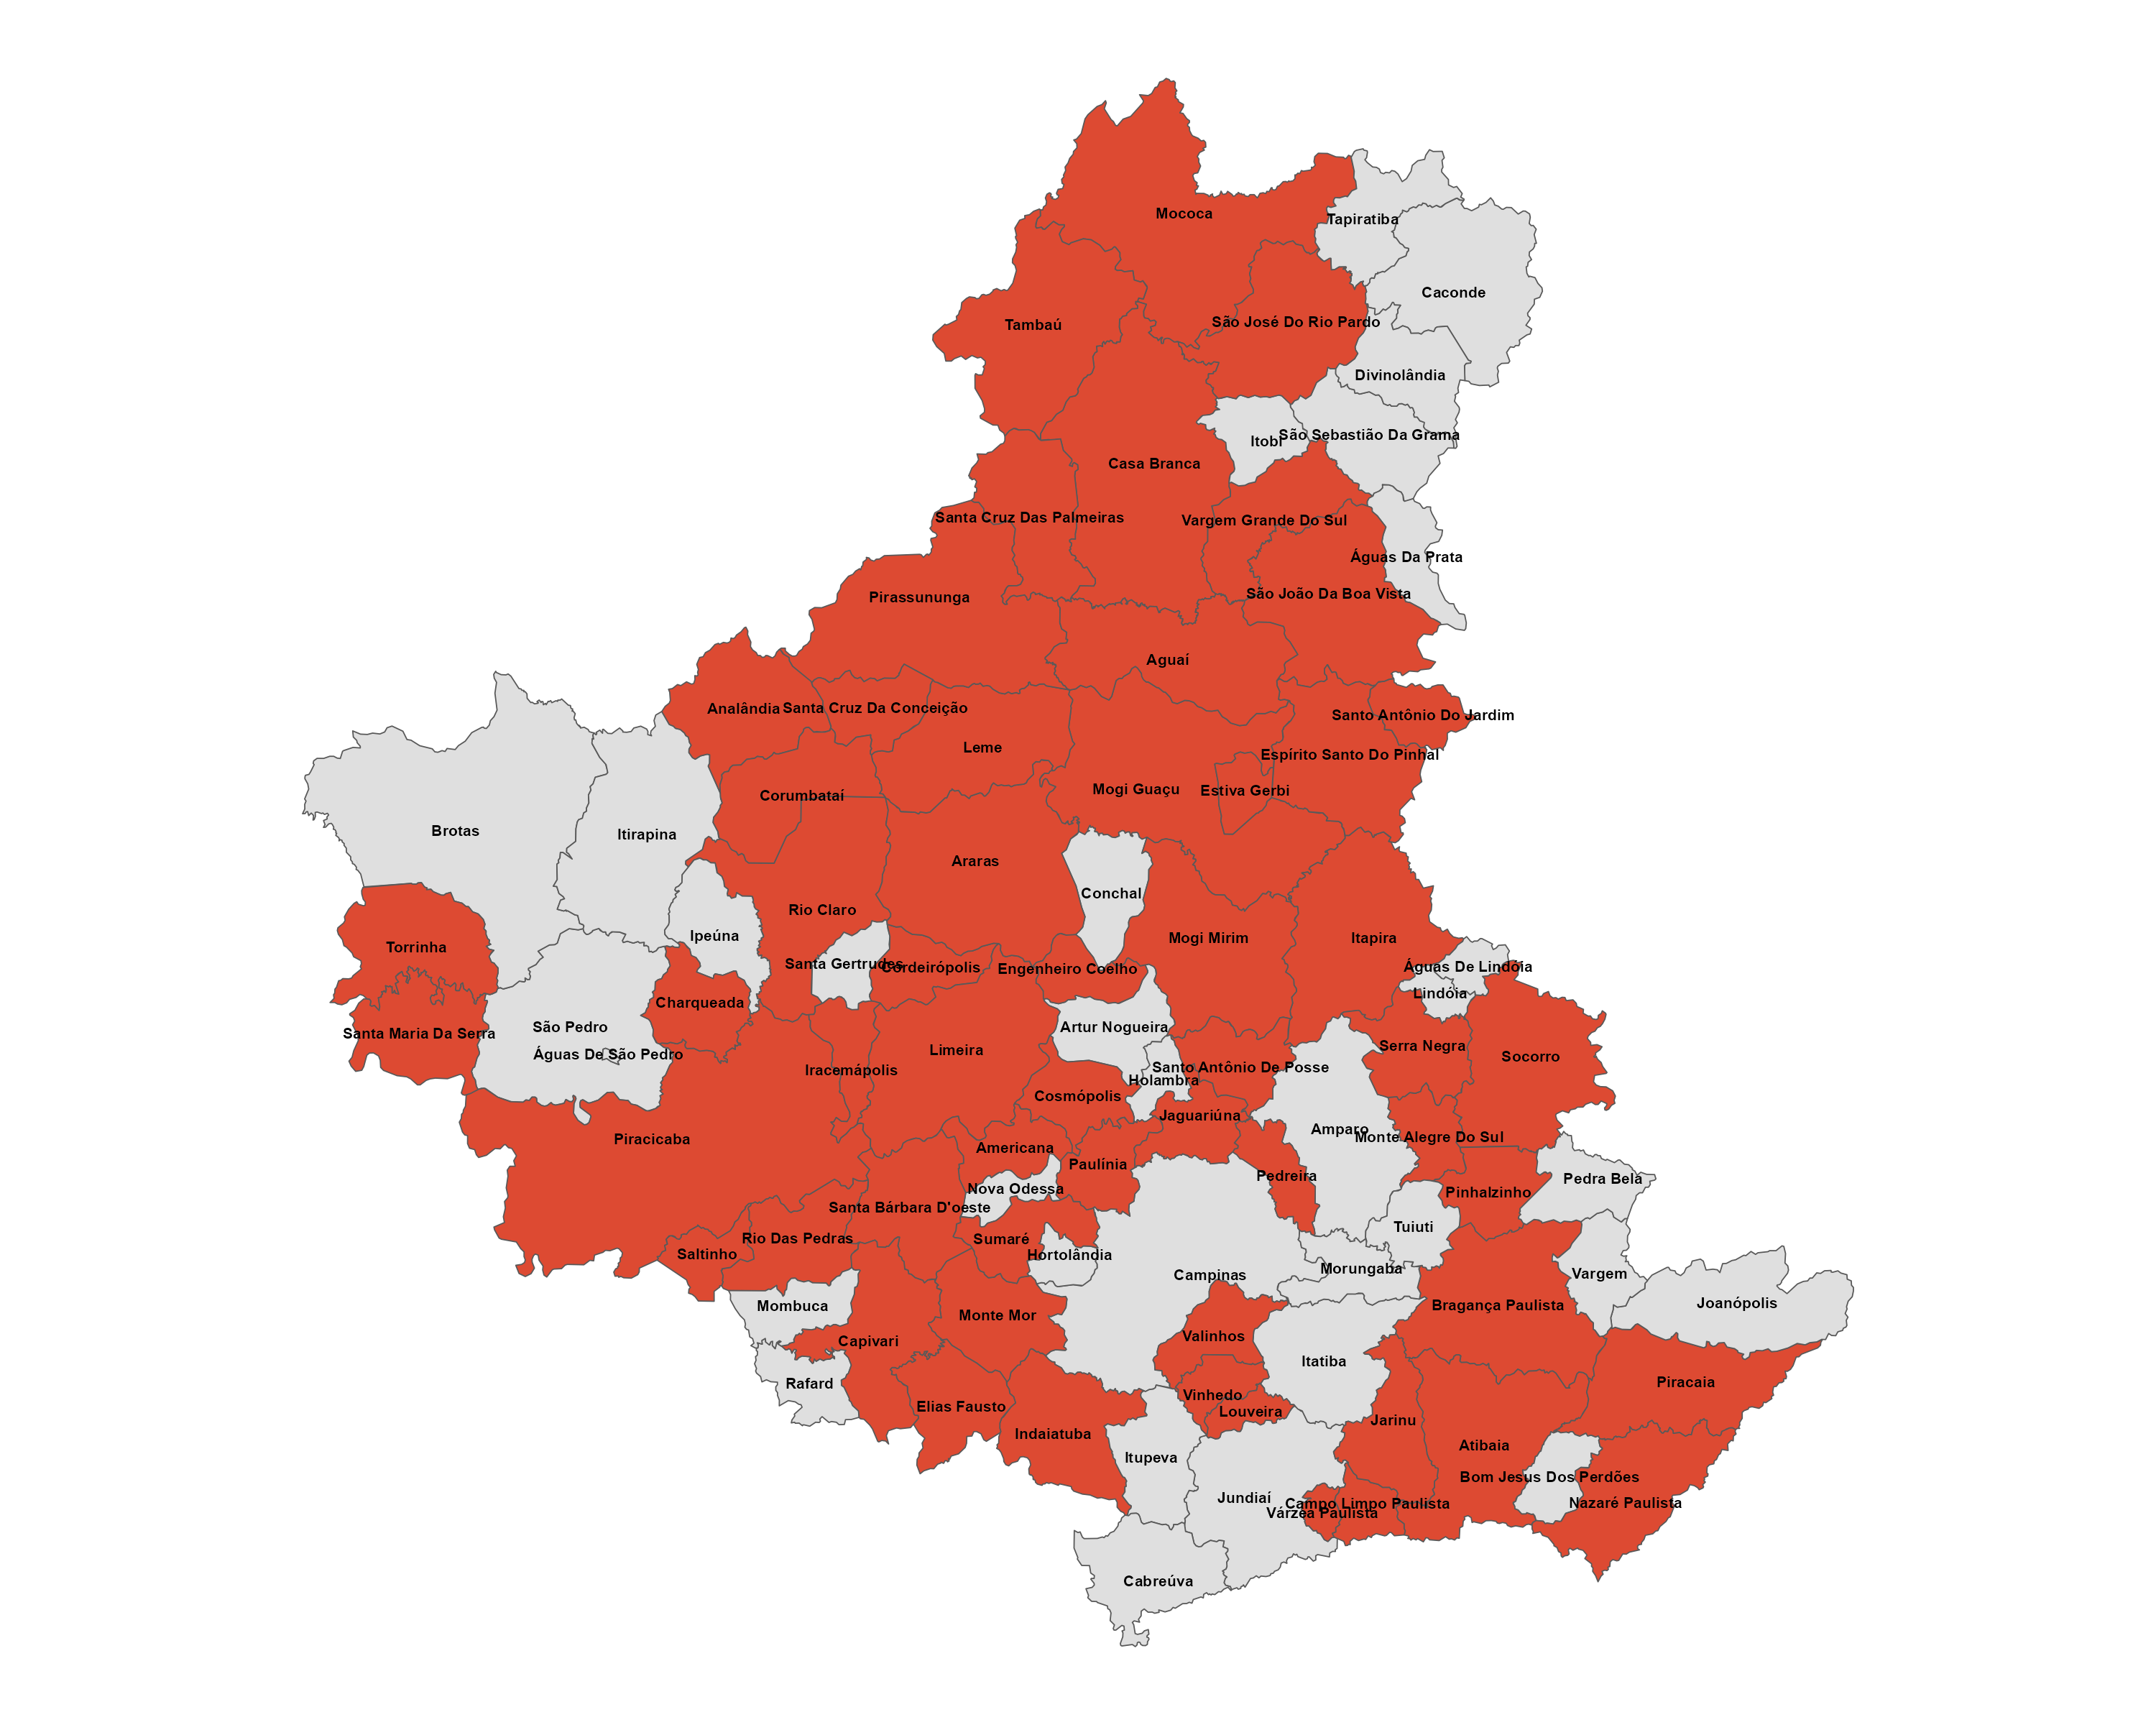 Mococa
Tapiratiba
Caconde
São José Do Rio Pardo
Tambaú
Divinolândia
São Sebastião Da Grama
Itobi
Casa Branca
Santa Cruz Das Palmeiras
Vargem Grande Do Sul
Águas Da Prata
São João Da Boa Vista
Pirassununga
Aguaí
Analândia
Santa Cruz Da Conceição
Santo Antônio Do Jardim
Leme
Espírito Santo Do Pinhal
Mogi Guaçu
Estiva Gerbi
Corumbataí
Brotas
Itirapina
Araras
Conchal
Rio Claro
Ipeúna
Mogi Mirim
Itapira
Torrinha
Santa Gertrudes
Cordeirópolis
Engenheiro Coelho
Águas De Lindóia
Lindóia
Charqueada
São Pedro
Artur Nogueira
Santa Maria Da Serra
Serra Negra
Limeira
Águas De São Pedro
Socorro
Iracemápolis
Santo Antônio De Posse
Holambra
Cosmópolis
Jaguariúna
Amparo
Monte Alegre Do Sul
Piracicaba
Americana
Paulínia
Pedreira
Pedra Bela
Nova Odessa
Pinhalzinho
Santa Bárbara D'oeste
Tuiuti
Rio Das Pedras
Sumaré
Saltinho
Hortolândia
Morungaba
Campinas
Vargem
Mombuca
Bragança Paulista
Joanópolis
Monte Mor
Valinhos
Capivari
Itatiba
Rafard
Piracaia
Vinhedo
Elias Fausto
Louveira
Jarinu
Indaiatuba
Atibaia
Itupeva
Bom Jesus Dos Perdões
Jundiaí
Campo Limpo Paulista
Nazaré Paulista
Várzea Paulista
Cabreúva